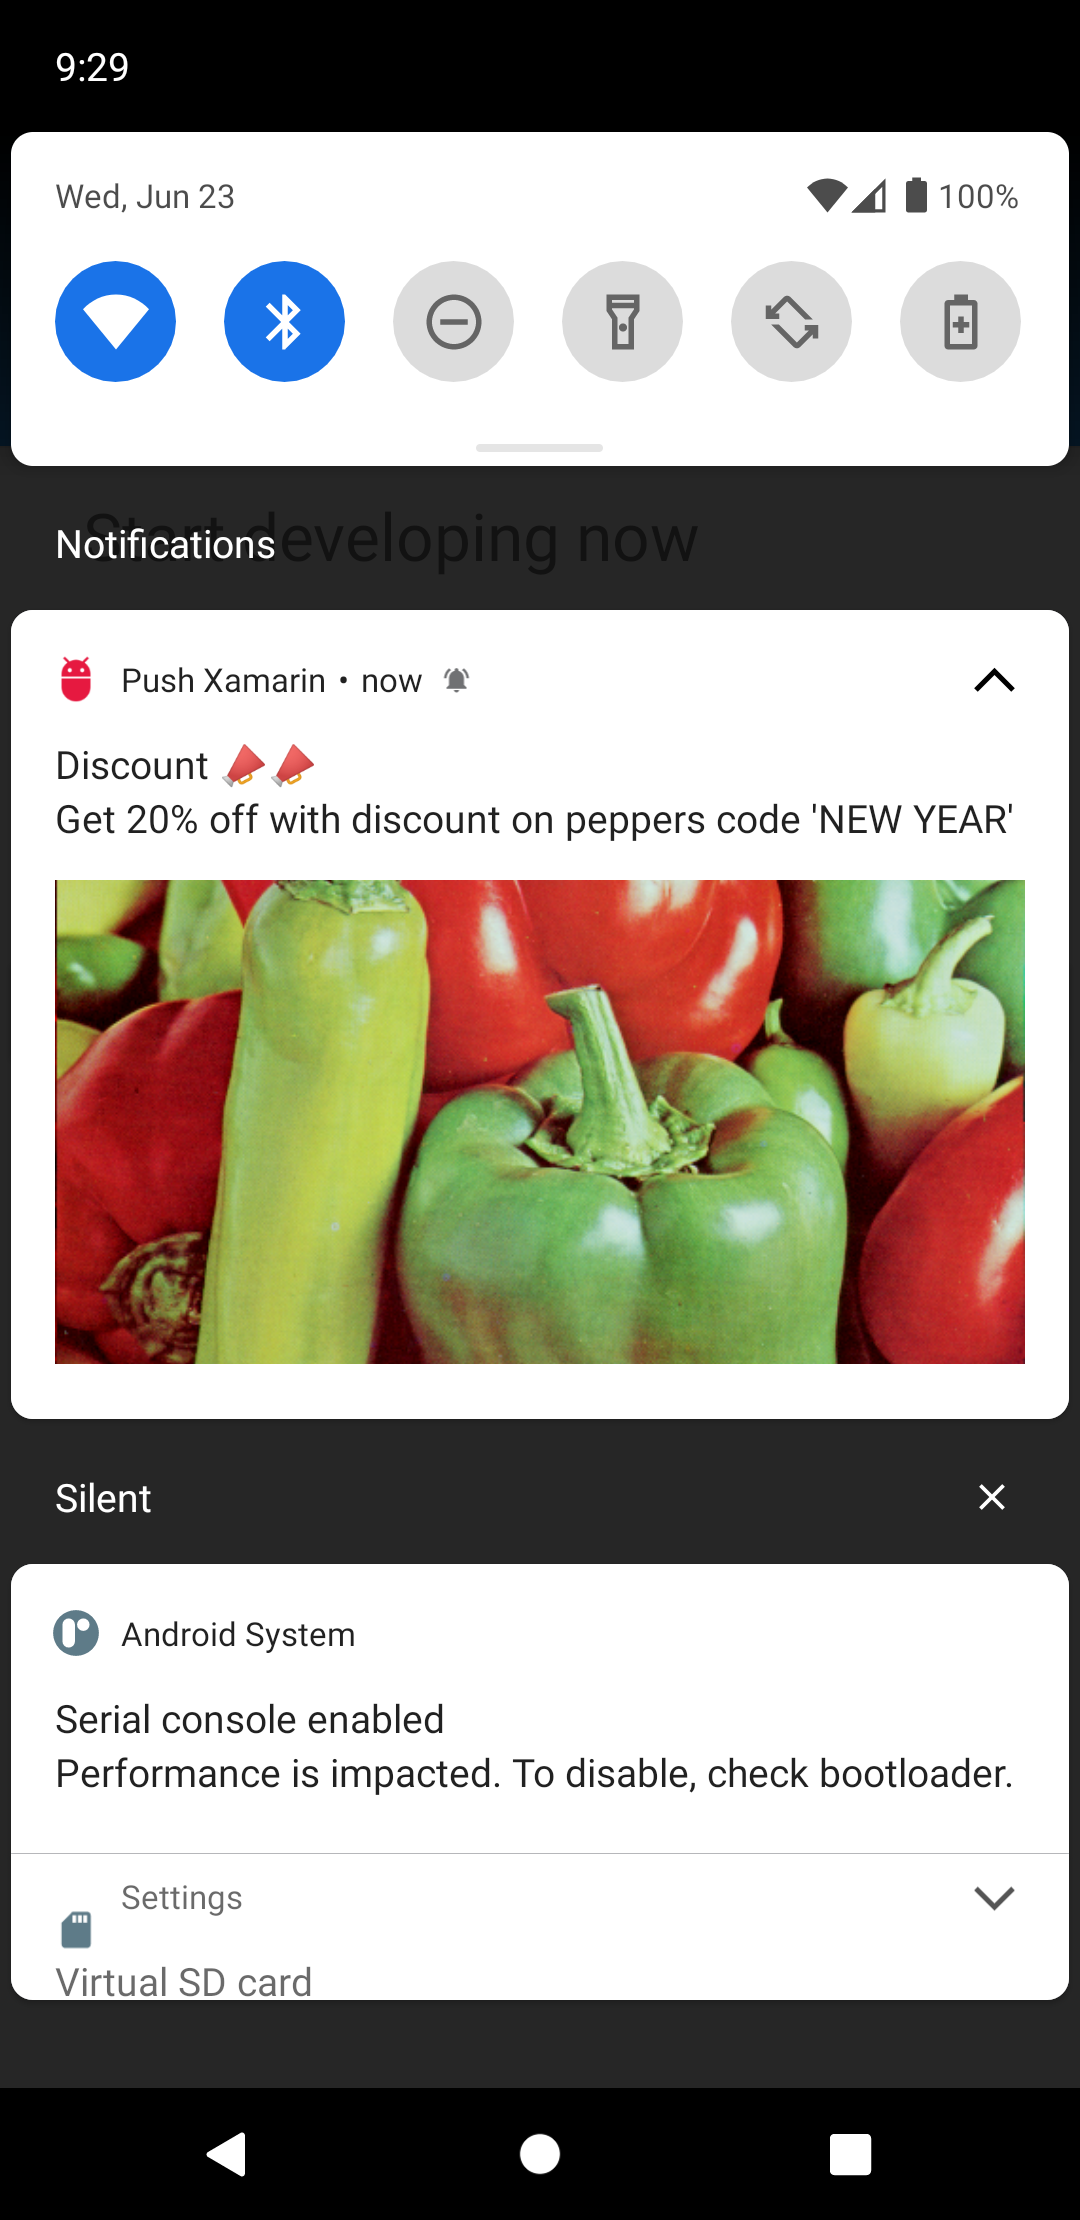 9:29
Wed, Jun 23
100%
Start developing now
Notifications
Push Xamarin • now
Discount 📣📣
Get 20% off with discount on peppers code 'NEW YEAR'
Silent
Android System
Serial console enabled
Performance is impacted. To disable, check bootloader.
Settings
Virtual SD card